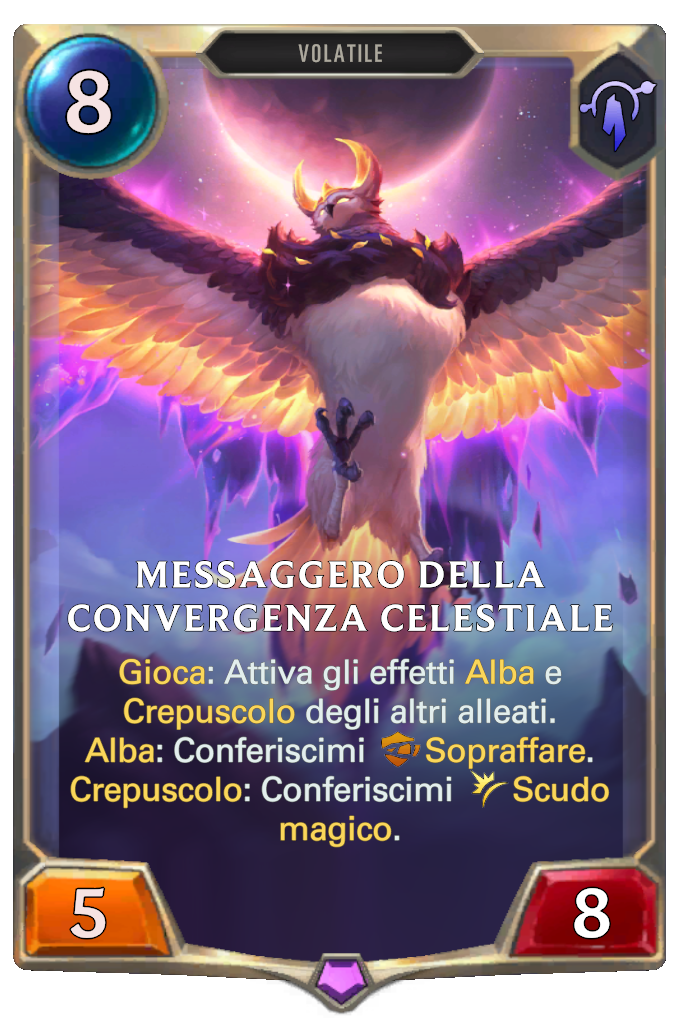 8
VOLATILE
MESSAGGERO DELLA
CONVERGENZA CELESTIALE
Gioca: Attiva gli effetti Alba e
Crepuscolo degli altri alleati.
Alba: Conferiscimi Sopraffare.
Crepuscolo: Conferiscimi Scudo
magico.
5
8